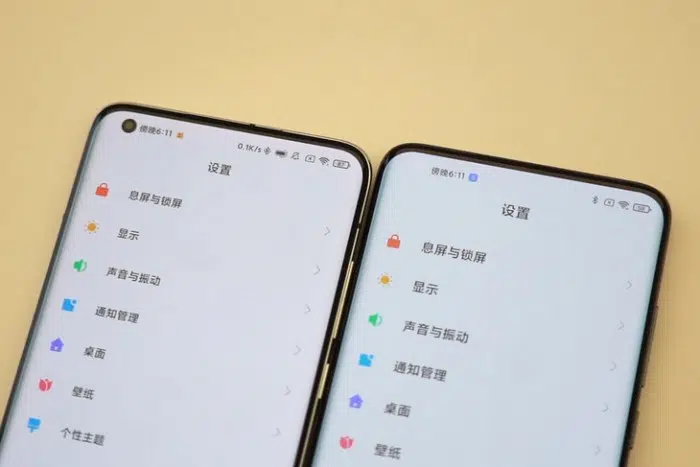 傍晚6:11
0.1K/s
设置
息屏与锁屏
显示
声音与振动
通知管理
桌面
壁纸
个性主题
傍晚6:11
设置
息屏与锁屏
显示
声音与振动
通知管理
桌面
壁纸